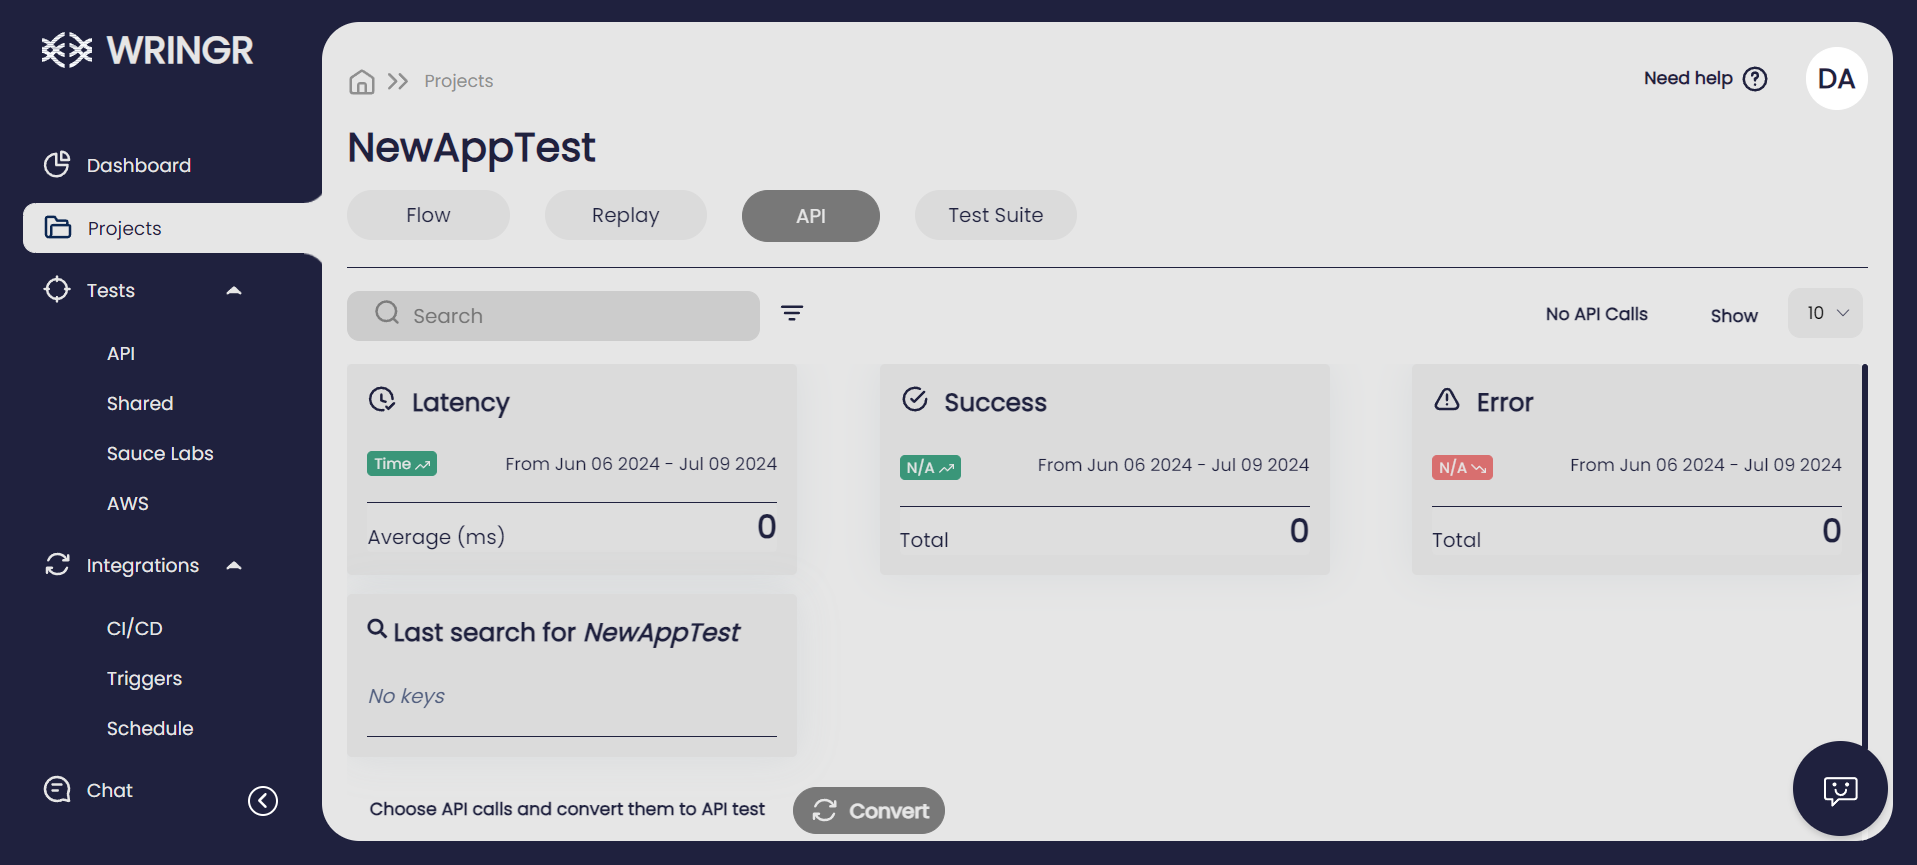 WRINGR
Dashboard
Projects
Tests
API
Shared
Sauce Labs
AWS
Integrations
CI/CD
Triggers
Schedule
Chat
Projects
Need help
DA
NewAppTest
Flow
Replay
API
Test Suite
Search
No API Calls
Show
10
Latency
Time
From Jun 06 2024 - Jul 09 2024
Average (ms)
0
Success
N/A
From Jun 06 2024 - Jul 09 2024
Total
0
Error
N/A
From Jun 06 2024 - Jul 09 2024
Total
0
Last search for NewAppTest
No keys
Choose API calls and convert them to API test
Convert